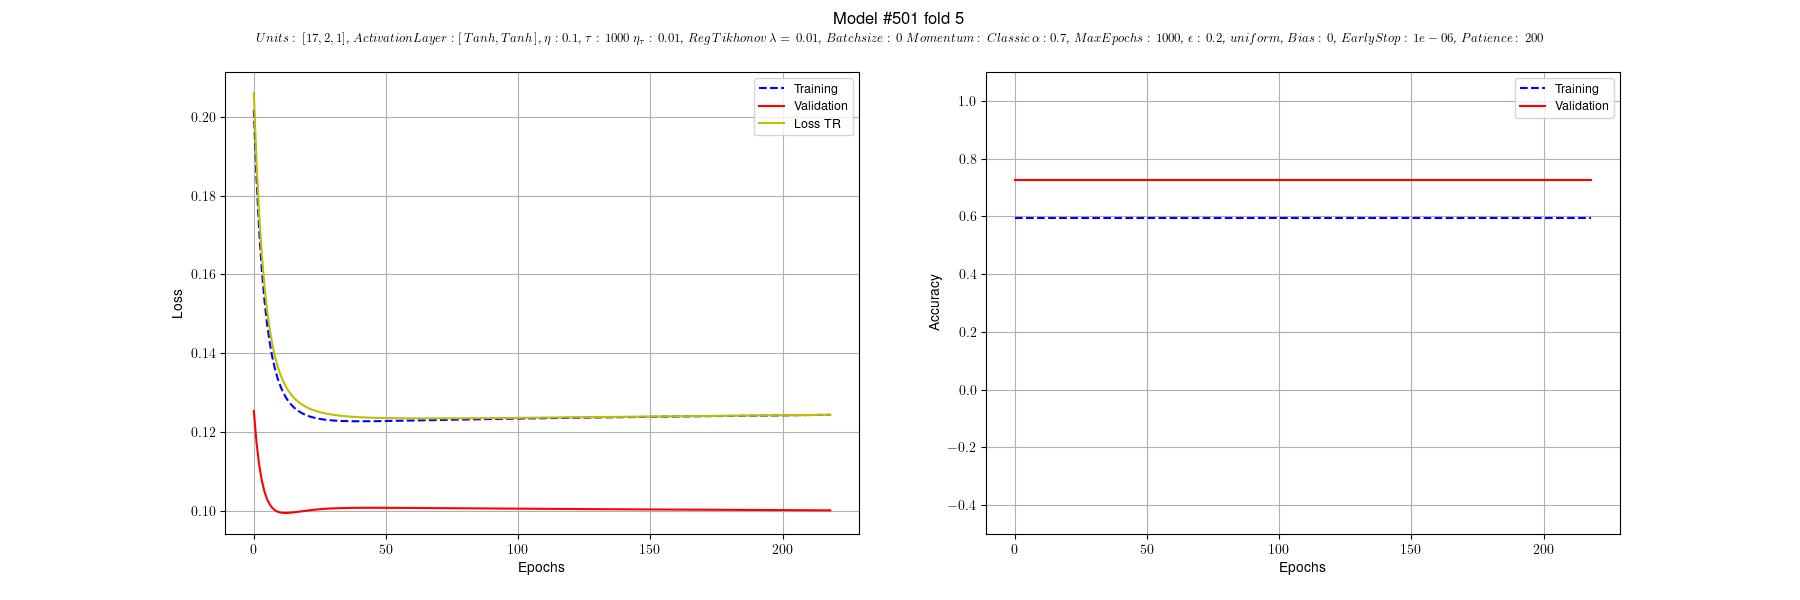 Model #501 fold 5
Units : [17, 2, 1], ActivationLayer : [Tanh, Tanh], η : 0.1, τ : 1000 ητ : 0.01, RegTikhonov λ = 0.01, Batchsize : 0 Momentum : Classic α : 0.7, MaxEpochs : 1000, ϵ : 0.2, uniform, Bias : 0, EarlyStop : 1e − 06, Patience : 200
Training
Validation
Loss TR
0.20
0.18
0.16
0.14
0.12
0.10
Loss
0 50 100 150 200
Epochs
Training
Validation
1.0
0.8
0.6
0.4
0.2
0.0
−0.2
−0.4
Accuracy
0 50 100 150 200
Epochs